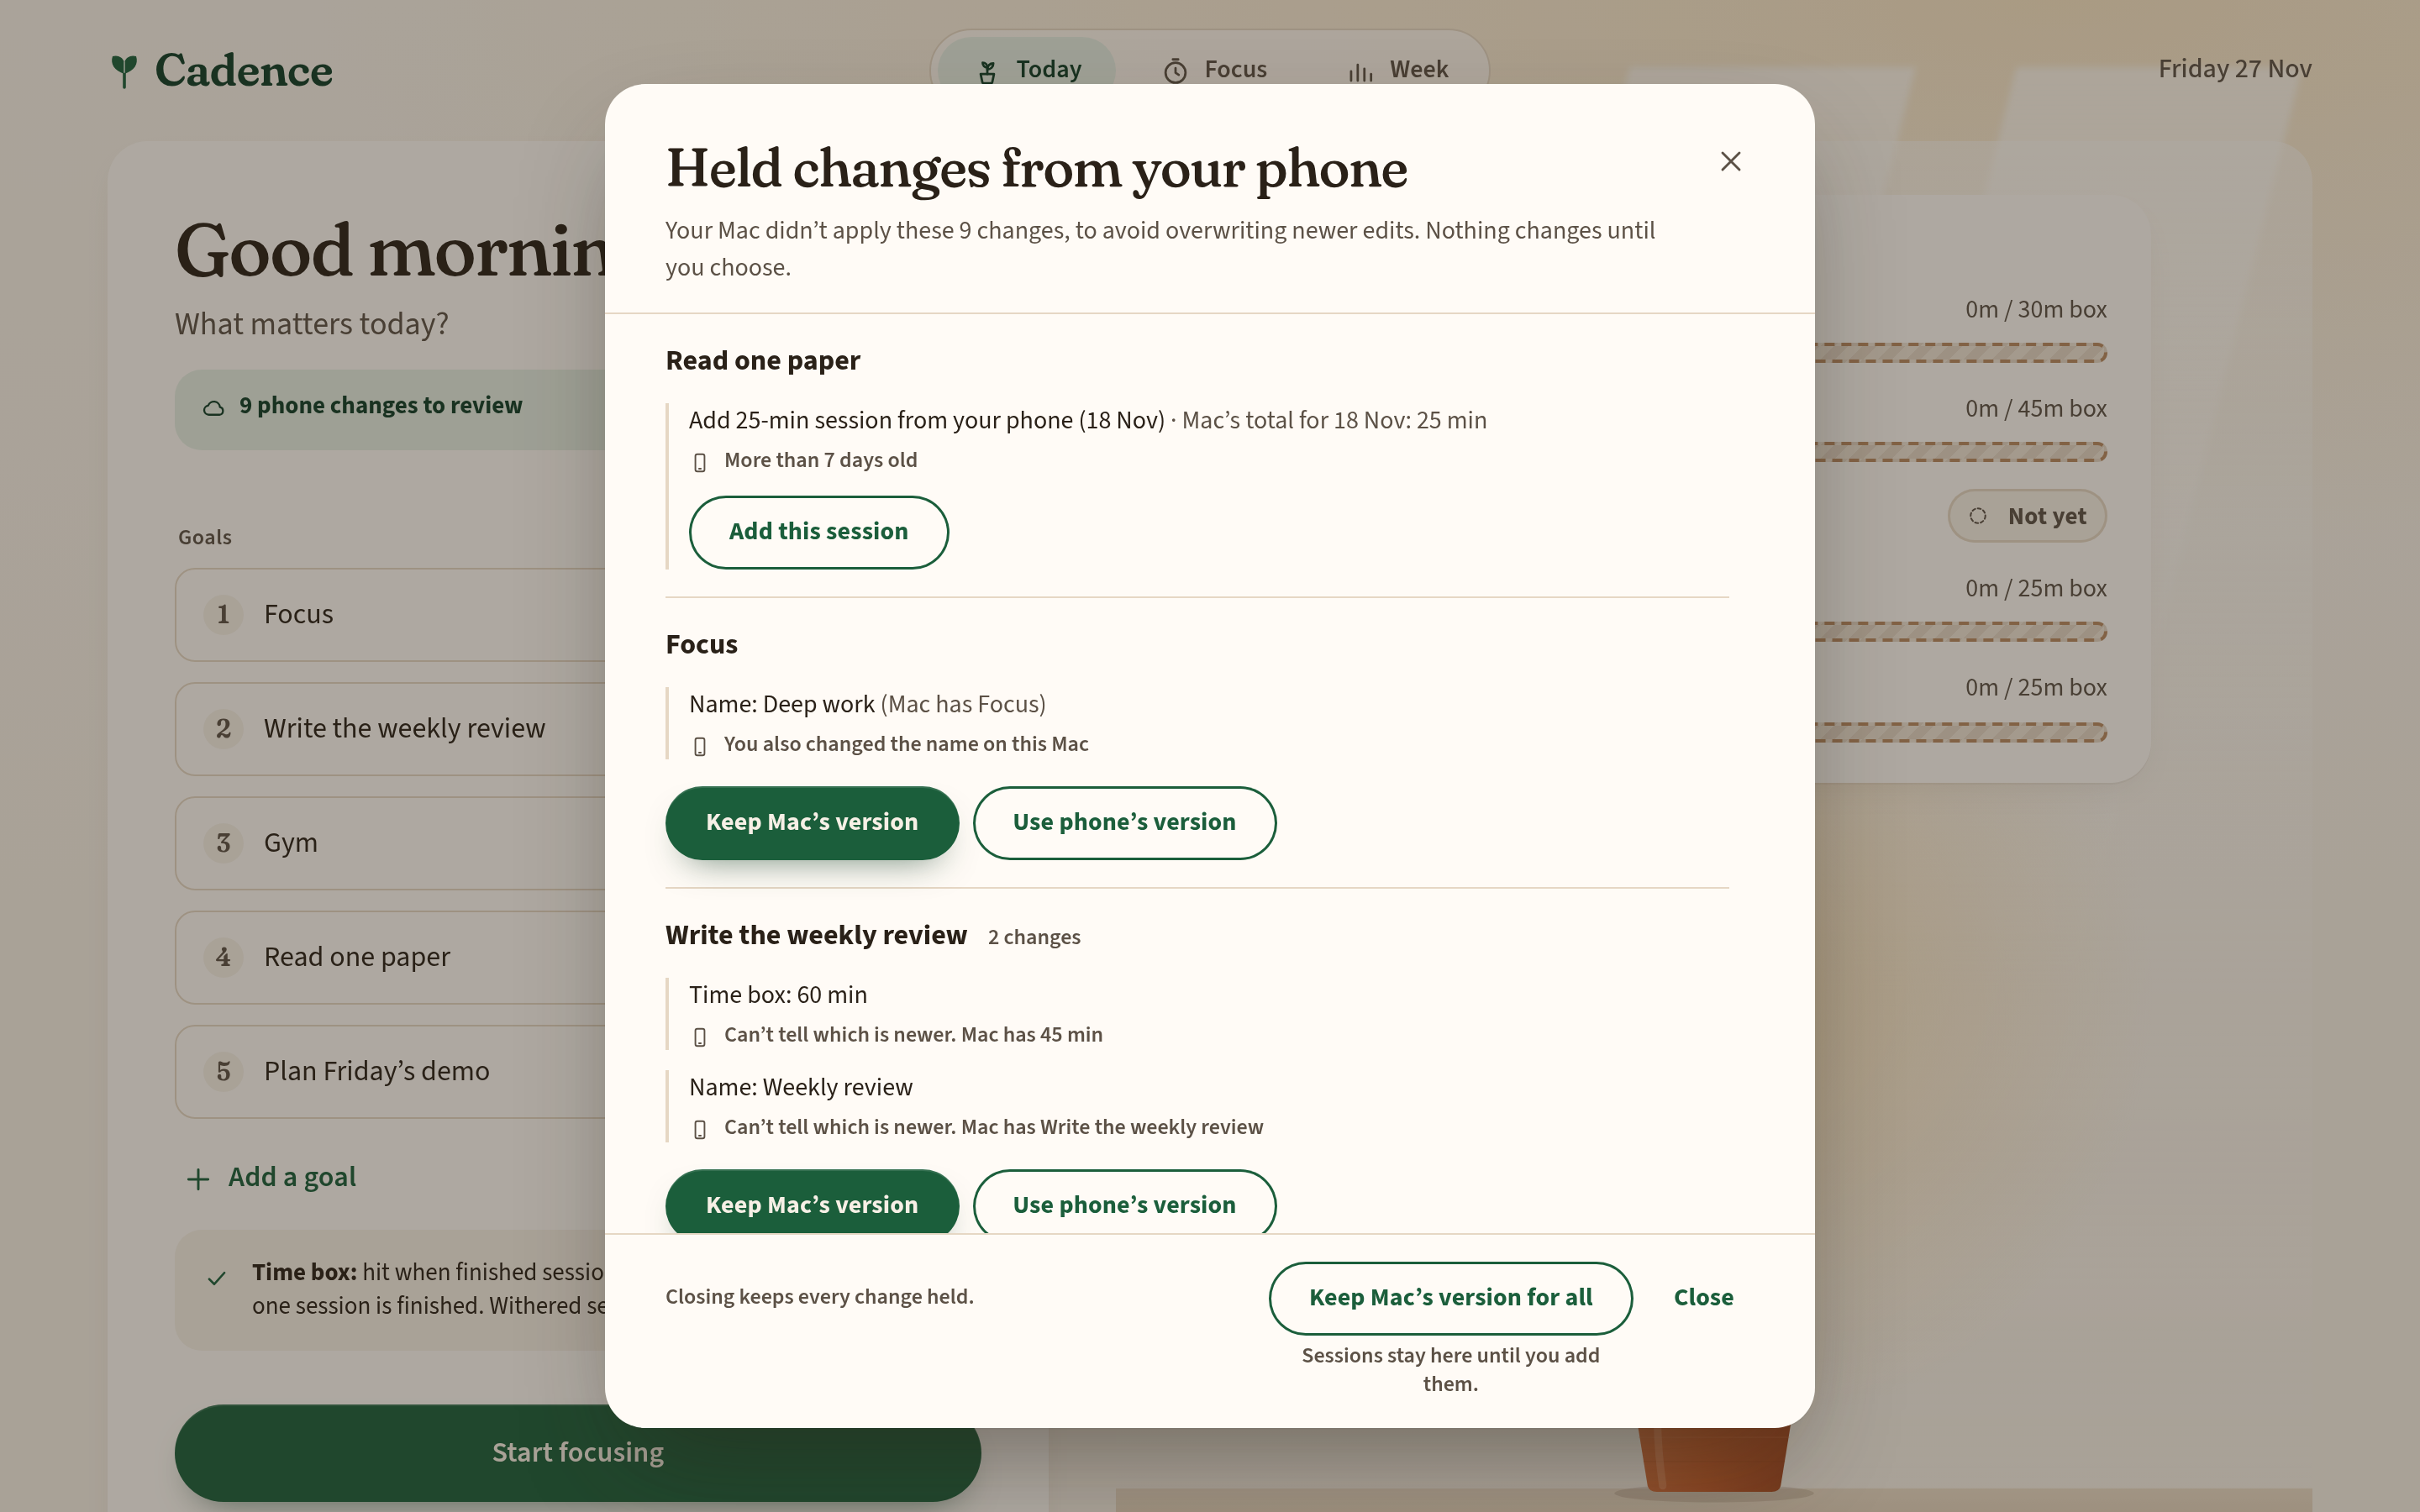 Cadence
Today
Focus
Week
Friday 27 Nov
Good mornin
What matters today?
9 phone changes to review
Goals
1 Focus
2 Write the weekly review
3 Gym
4 Read one paper
5 Plan Friday’s demo
Add a goal
Time box: hit when finished sessio
one session is finished. Withered se
Start focusing
Held changes from your phone
Your Mac didn’t apply these 9 changes, to avoid overwriting newer edits. Nothing changes until
you choose.
Read one paper
Add 25-min session from your phone (18 Nov) · Mac’s total for 18 Nov: 25 min
More than 7 days old
Add this session
Focus
Name: Deep work (Mac has Focus)
You also changed the name on this Mac
Keep Mac’s version
Use phone’s version
Write the weekly review 2 changes
Time box: 60 min
Can’t tell which is newer. Mac has 45 min
Name: Weekly review
Can’t tell which is newer. Mac has Write the weekly review
Keep Mac’s version
Use phone’s version
Closing keeps every change held.
Keep Mac’s version for all
Close
Sessions stay here until you add
them.
0m / 30m box
0m / 45m box
Not yet
0m / 25m box
0m / 25m box